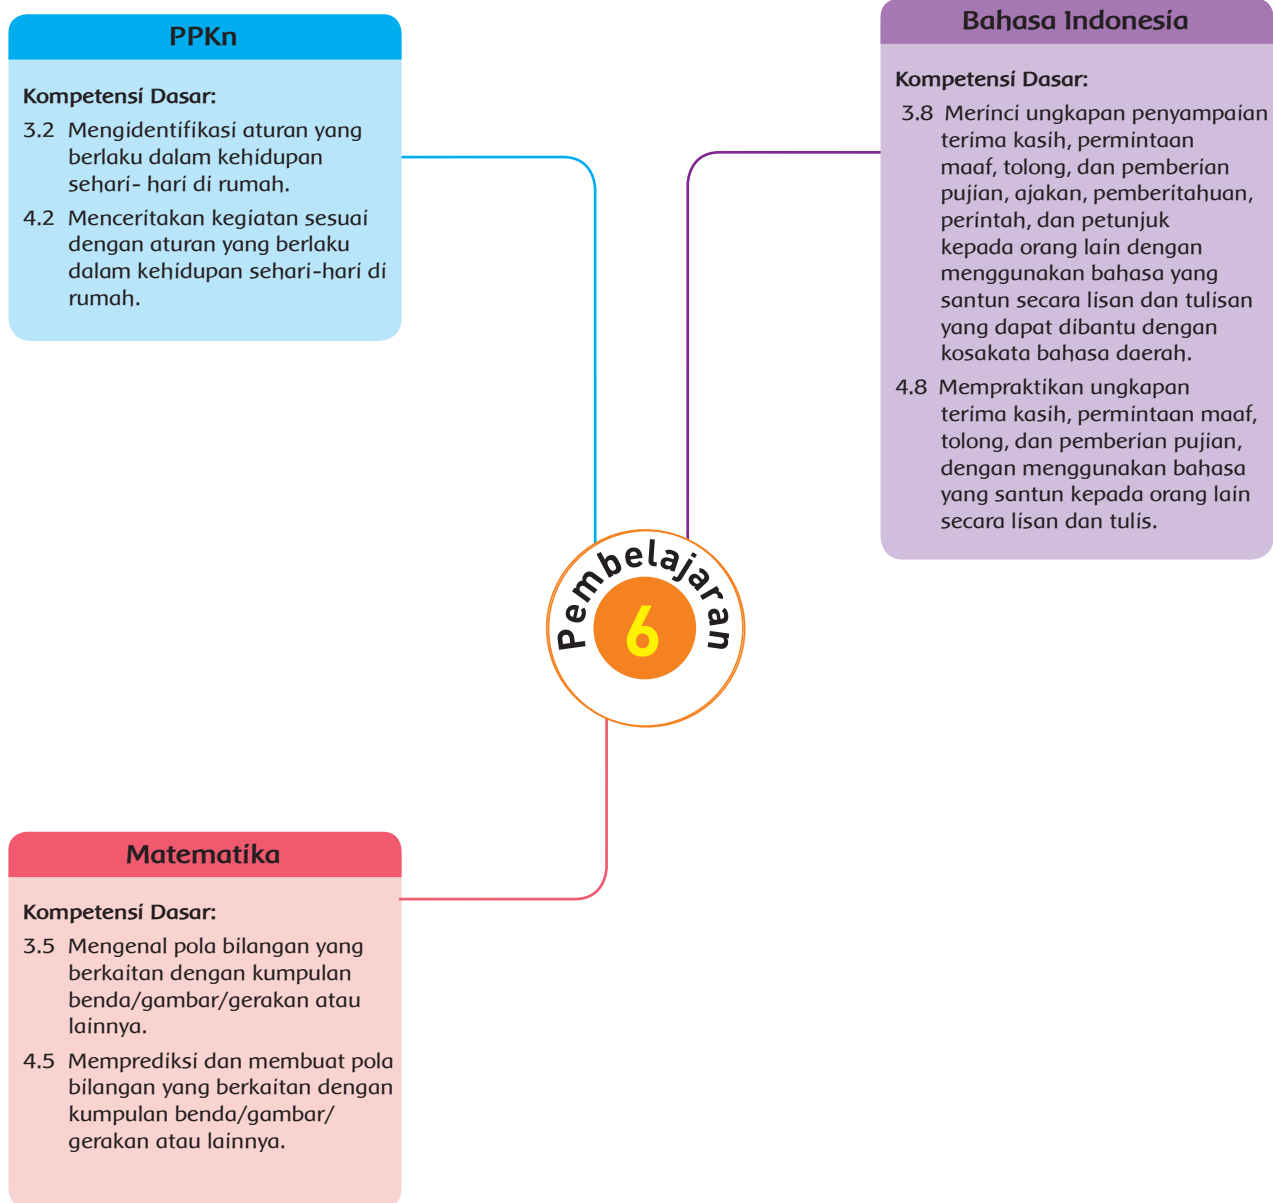 PPKn
Kompetensi Dasar:
3.2 Mengidentifikasi aturan yang
berlaku dalam kehidupan
sehari- hari di rumah.
4.2 Menceritakan kegiatan sesuai
dengan aturan yang berlaku
dalam kehidupan sehari-hari di
rumah.
Bahasa Indonesia
Kompetensi Dasar:
3.8 Merinci ungkapan penyampaian
terima kasih, permintaan
maaf, tolong, dan pemberian
pujian, ajakan, pemberitahuan,
perintah, dan petunjuk
kepada orang lain dengan
menggunakan bahasa yang
santun secara lisan dan tulisan
yang dapat dibantu dengan
kosakata bahasa daerah.
4.8 Mempraktikan ungkapan
terima kasih, permintaan maaf,
tolong, dan pemberian pujian,
dengan menggunakan bahasa
yang santun kepada orang lain
secara lisan dan tulis.
Pembelajaran
6
Matematika
Kompetensi Dasar:
3.5 Mengenal pola bilangan yang
berkaitan dengan kumpulan
benda/gambar/gerakan atau
lainnya.
4.5 Memprediksi dan membuat pola
bilangan yang berkaitan dengan
kumpulan benda/gambar/
gerakan atau lainnya.